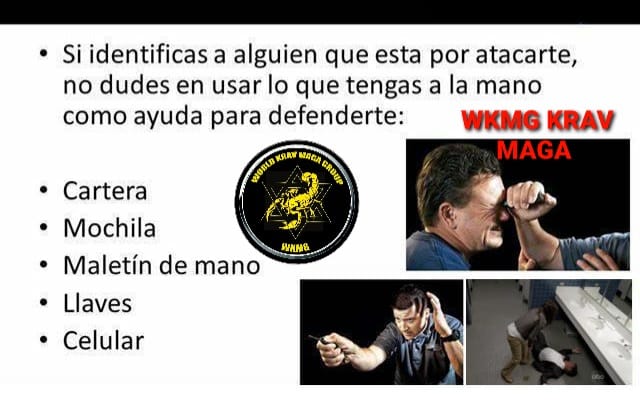 • Si identificas a alguien que esta por atacarte,
no dudes en usar lo que tengas a la mano
como ayuda para defenderte:
WKMG KRAV
MAGA
WORLD KRAV MAGA GROUP
WKMG
• Cartera
• Mochila
• Maletín de mano
• Llaves
• Celular
abc